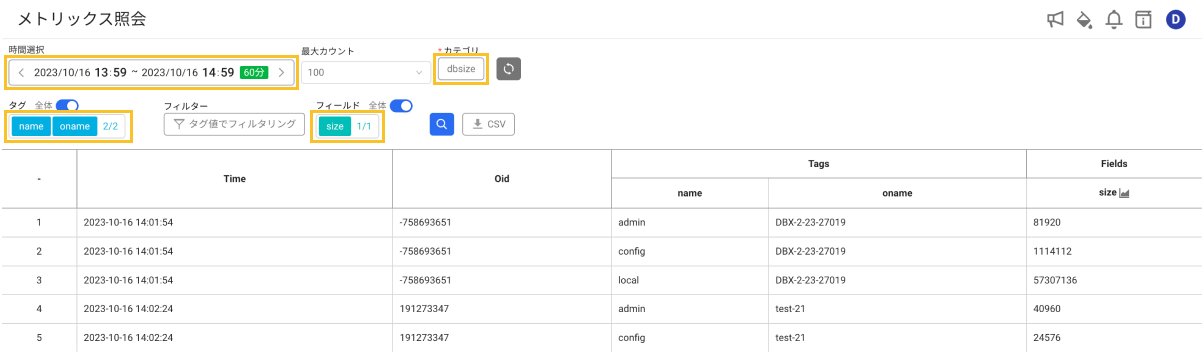 メトリックス照会
D
時間選択
最大カウント
* カテゴリ
2023/10/16 13:59 ~ 2023/10/16 14:59 60分
100
dbsize
タグ 全体
フィルター
フィールド 全体
name oname 2/2
タグ値でフィルタリング
size 1/1
CSV
- Time Oid Tags Fields
name oname size
1 2023-10-16 14:01:54 -758693651 admin DBX-2-23-27019 81920
2 2023-10-16 14:01:54 -758693651 config DBX-2-23-27019 1114112
3 2023-10-16 14:01:54 -758693651 local DBX-2-23-27019 57307136
4 2023-10-16 14:02:24 191273347 admin test-21 40960
5 2023-10-16 14:02:24 191273347 config test-21 24576